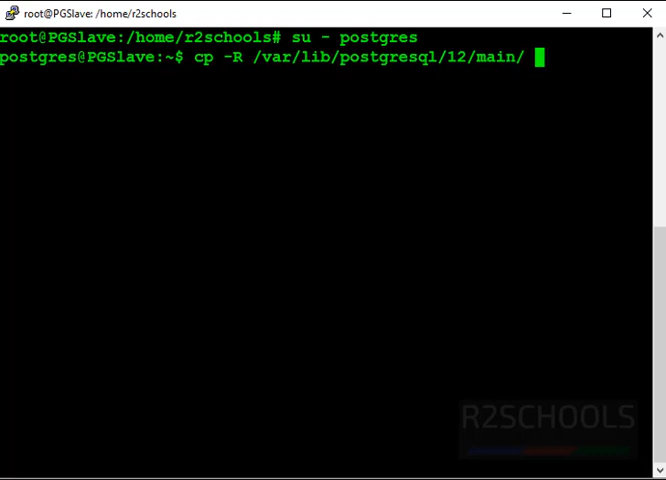 root@PGSlave: /home/r2schools
root@PGSlave:/home/r2schools# su - postgres
postgres@PGSlave:~$ cp -R /var/lib/postgresql/12/main/
R2SCHOOLS